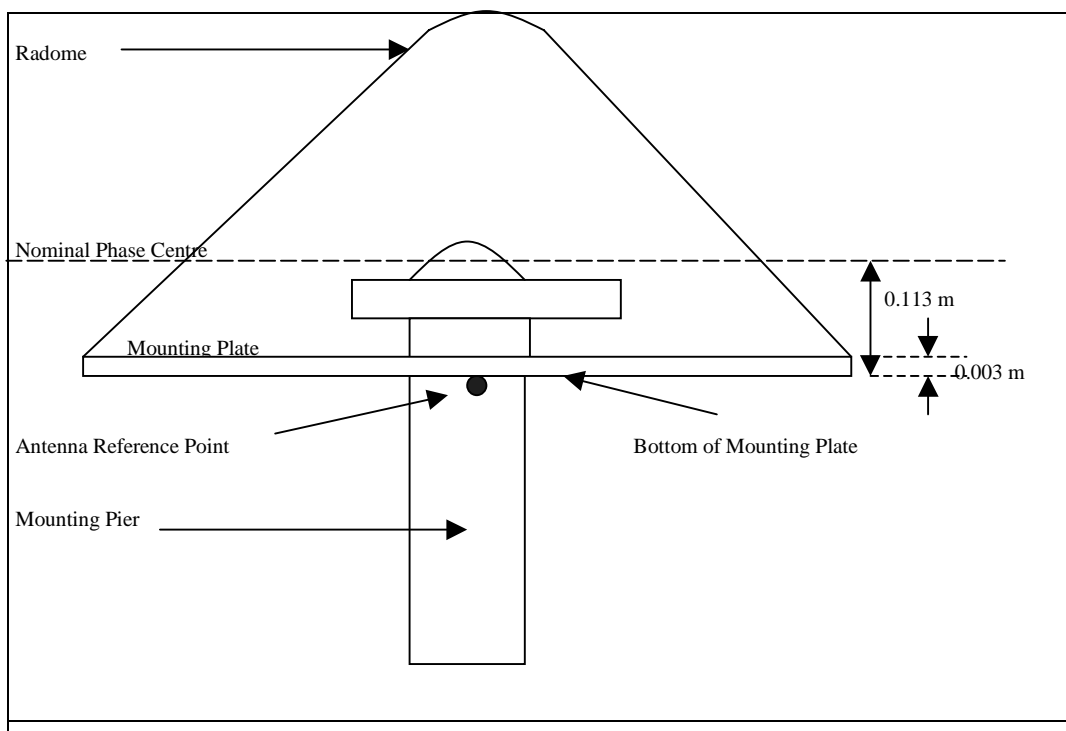 Radome
Nominal Phase Centre
0.113 m
Mounting Plate
0.003 m
Antenna Reference Point
Bottom of Mounting Plate
Mounting Pier